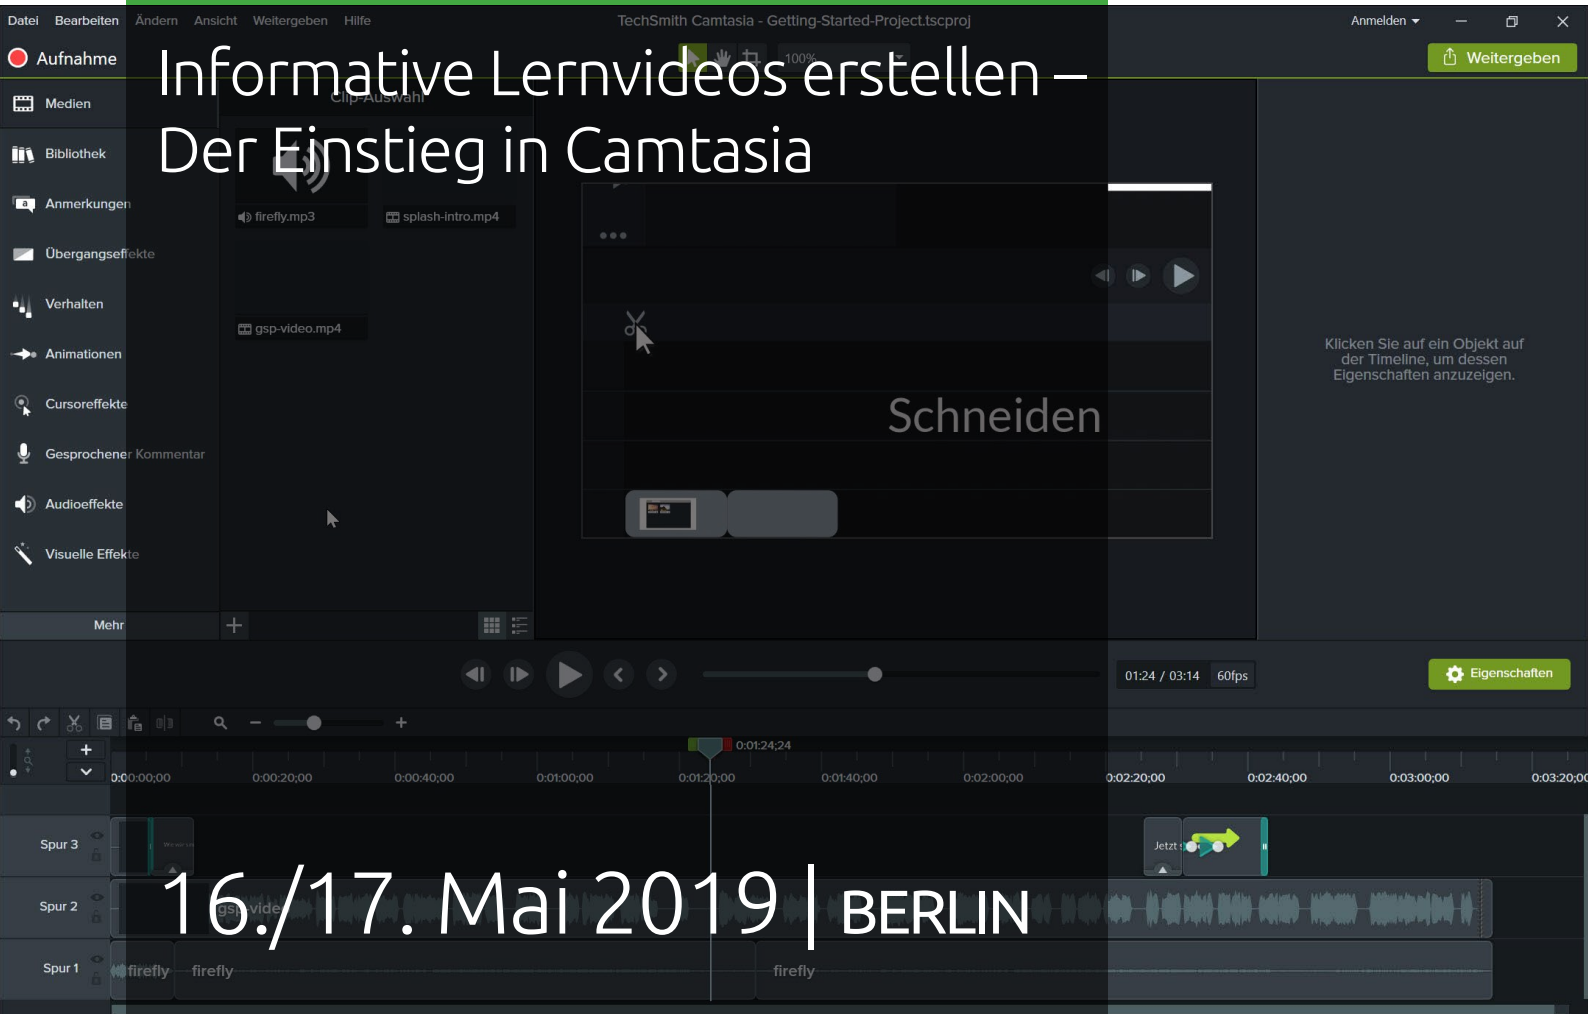 Datei Bearbeiten Ändern Ansicht Weitergeben Hilfe TechSmith Camtasia - Getting-Started-Project.tscproj Anmelden
Aufnahme 100% Weitergeben
Informative Lernvideos erstellen –
Der Einstieg in Camtasia
Medien
Clip-Auswahl
Bibliothek
Anmerkungen
firefly.mp3 splash-intro.mp4
Übergangseffekte
Verhalten
gsp-video.mp4
Animationen
Klicken Sie auf ein Objekt auf
der Timeline, um dessen
Eigenschaften anzuzeigen.
Cursoreffekte
Schneiden
Gesprochener Kommentar
Audioeffekte
Visuelle Effekte
Mehr
01:24 / 03:14 60fps Eigenschaften
0:01:24;24
0:00:00;00 0:00:20;00 0:00:40;00 0:01:00;00 0:01:20;00 0:01:40;00 0:02:00;00 0:02:20;00 0:02:40;00 0:03:00;00 0:03:20;00
Spur 3 Jetzt
16./17. Mai 2019 | BERLIN
Spur 2 gsp-video
Spur 1 firefly firefly firefly